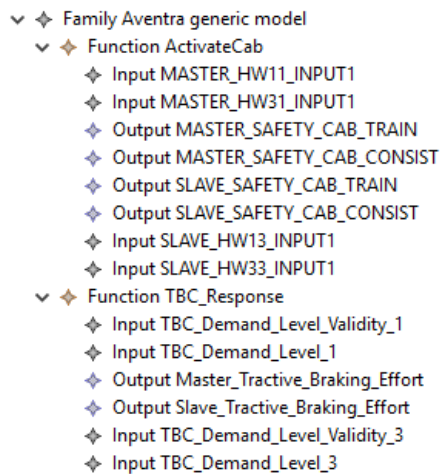 Family Aventra generic model
Function ActivateCab
Input MASTER_HW11_INPUT1
Input MASTER_HW31_INPUT1
Output MASTER_SAFETY_CAB_TRAIN
Output MASTER_SAFETY_CAB_CONSIST
Output SLAVE_SAFETY_CAB_TRAIN
Output SLAVE_SAFETY_CAB_CONSIST
Input SLAVE_HW13_INPUT1
Input SLAVE_HW33_INPUT1
Function TBC_Response
Input TBC_Demand_Level_Validity_1
Input TBC_Demand_Level_1
Output Master_Tractive_Braking_Effort
Output Slave_Tractive_Braking_Effort
Input TBC_Demand_Level_Validity_3
Input TBC_Demand_Level_3